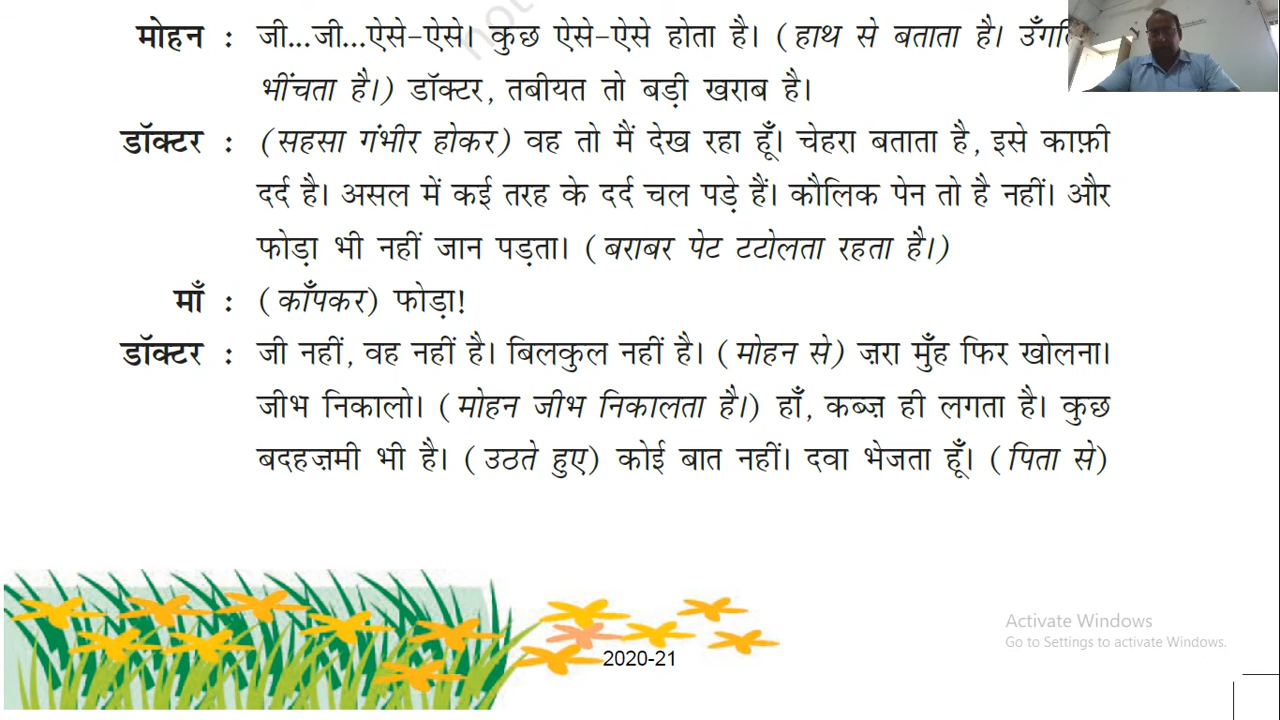 not
मोहन : जी...जी...ऐसे-ऐसे। कुछ ऐसे-ऐसे होता है। (हाथ से बताता है।
भींचता है।) डॉक्टर, तबीयत तो बड़ी खराब है।
डॉक्टर : (सहसा गंभीर होकर) वह तो मैं देख रहा हूँ। चेहरा बताता है, इसे काफ़ी
दर्द है। असल में कई तरह के दर्द चल पड़े हैं। कौलिक पेन तो है नहीं। और
फोड़ा भी नहीं जान पड़ता। (बराबर पेट टटोलता रहता है।)
माँ : (काँपकर) फोड़ा!
डॉक्टर : जी नहीं, वह नहीं है। बिलकुल नहीं है। (मोहन से) ज़रा मुँह फिर खोलना।
जीभ निकालो। (मोहन जीभ निकालता है।) हाँ, कब्ज़ ही लगता है। कुछ
बदहज़मी भी है। (उठते हुए) कोई बात नहीं। दवा भेजता हूँ। (पिता से)
Activate Windows
Go to Settings to activate Windows.
2020-21